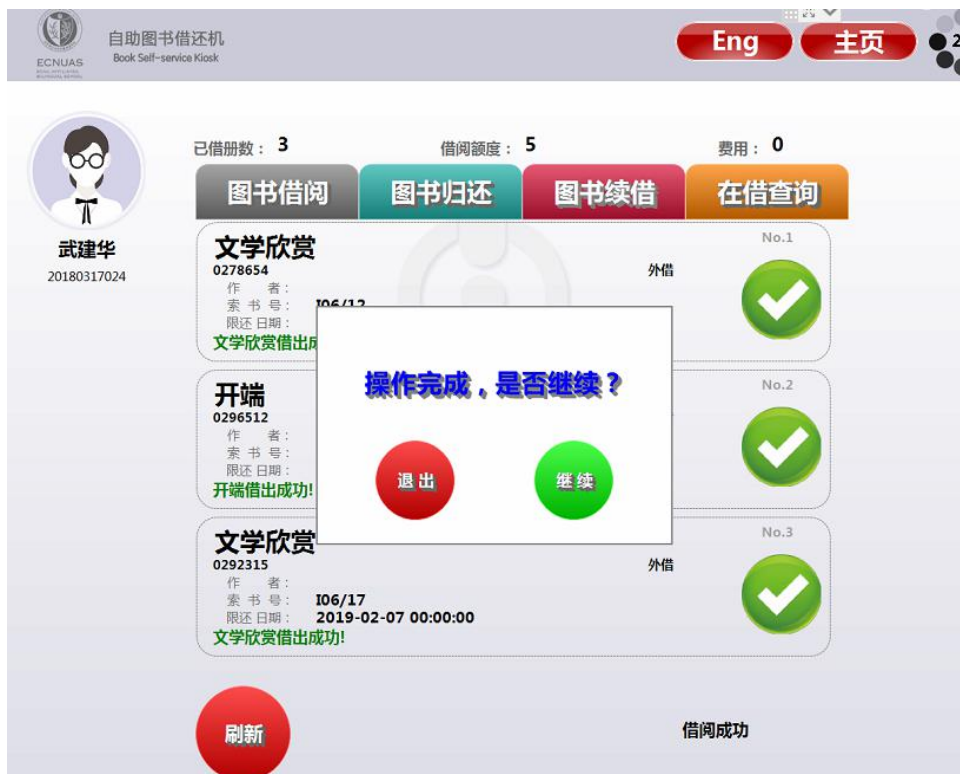 ECNUAS
自助图书借还机
Book Self-service Kiosk
Eng
主页
2
已借册数： 3
借阅额度： 5
费用： 0
图书借阅
图书归还
图书续借
在借查询
武建华
20180317024
文学欣赏
No.1
0278654
外借
作 者：
索 书 号： I06/12
限还日期：
文学欣赏借出成
操作完成，是否继续？
退出
继续
开端
No.2
0296512
作 者：
索 书 号：
限还日期：
开端借出成功!
文学欣赏
No.3
0292315
外借
作 者：
索 书 号： I06/17
限还日期： 2019-02-07 00:00:00
文学欣赏借出成功!
刷新
借阅成功